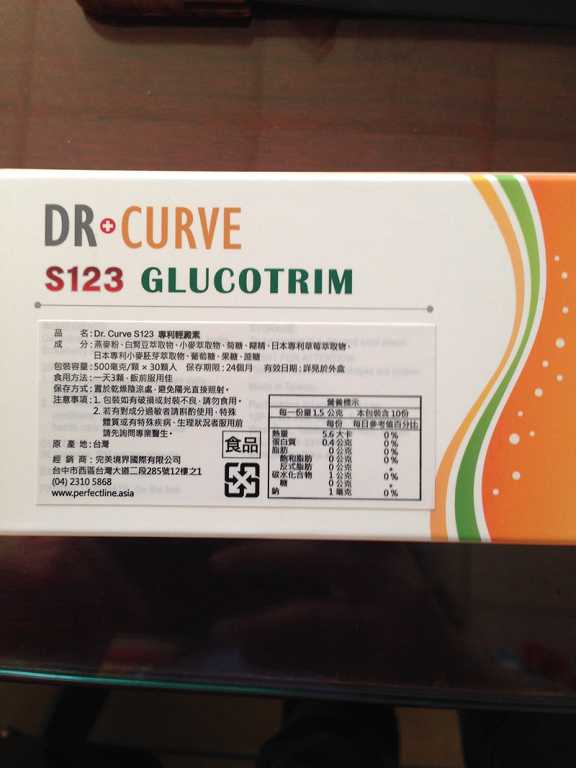 DR CURVE
S123 GLUCOTRIM
品 名：Dr. Curve S123 專利輕澱素
成 分：燕麥粉、白腎豆萃取物、小麥萃取物、菊糖、糊精、日本專利草莓萃取物、
日本專利小麥胚芽萃取物、葡萄糖、果糖、蔗糖
包裝容量：500毫克/顆 × 30顆入 保存期限：24個月 有效日期：詳見於外盒
食用方法：一天3顆，飯前服用佳
保存方式：置於乾燥陰涼處，避免陽光直接照射。
注意事項：1. 包裝如有破損或封裝不良，請勿食用。
2. 若有對成分過敏者請斟酌使用，特殊
體質或有特殊疾病、生理狀況者服用前
請先詢問專業醫生。
原 產 地：台灣
經 銷 商：完美境界國際有限公司
台中市西區台灣大道二段285號12樓之1
(04) 2310 5868
www.perfectline.asia
食品
營養標示
每一份量 1.5 公克 本包裝含 10份
每份 每日參考值百分比
熱量 5.6 大卡 0%
蛋白質 0.4 公克 0%
脂肪 0 公克 0%
飽和脂肪 0 公克 0%
反式脂肪 0 公克 *
碳水化合物 1 公克 0%
糖 0 公克 *
鈉 1 毫克 0%